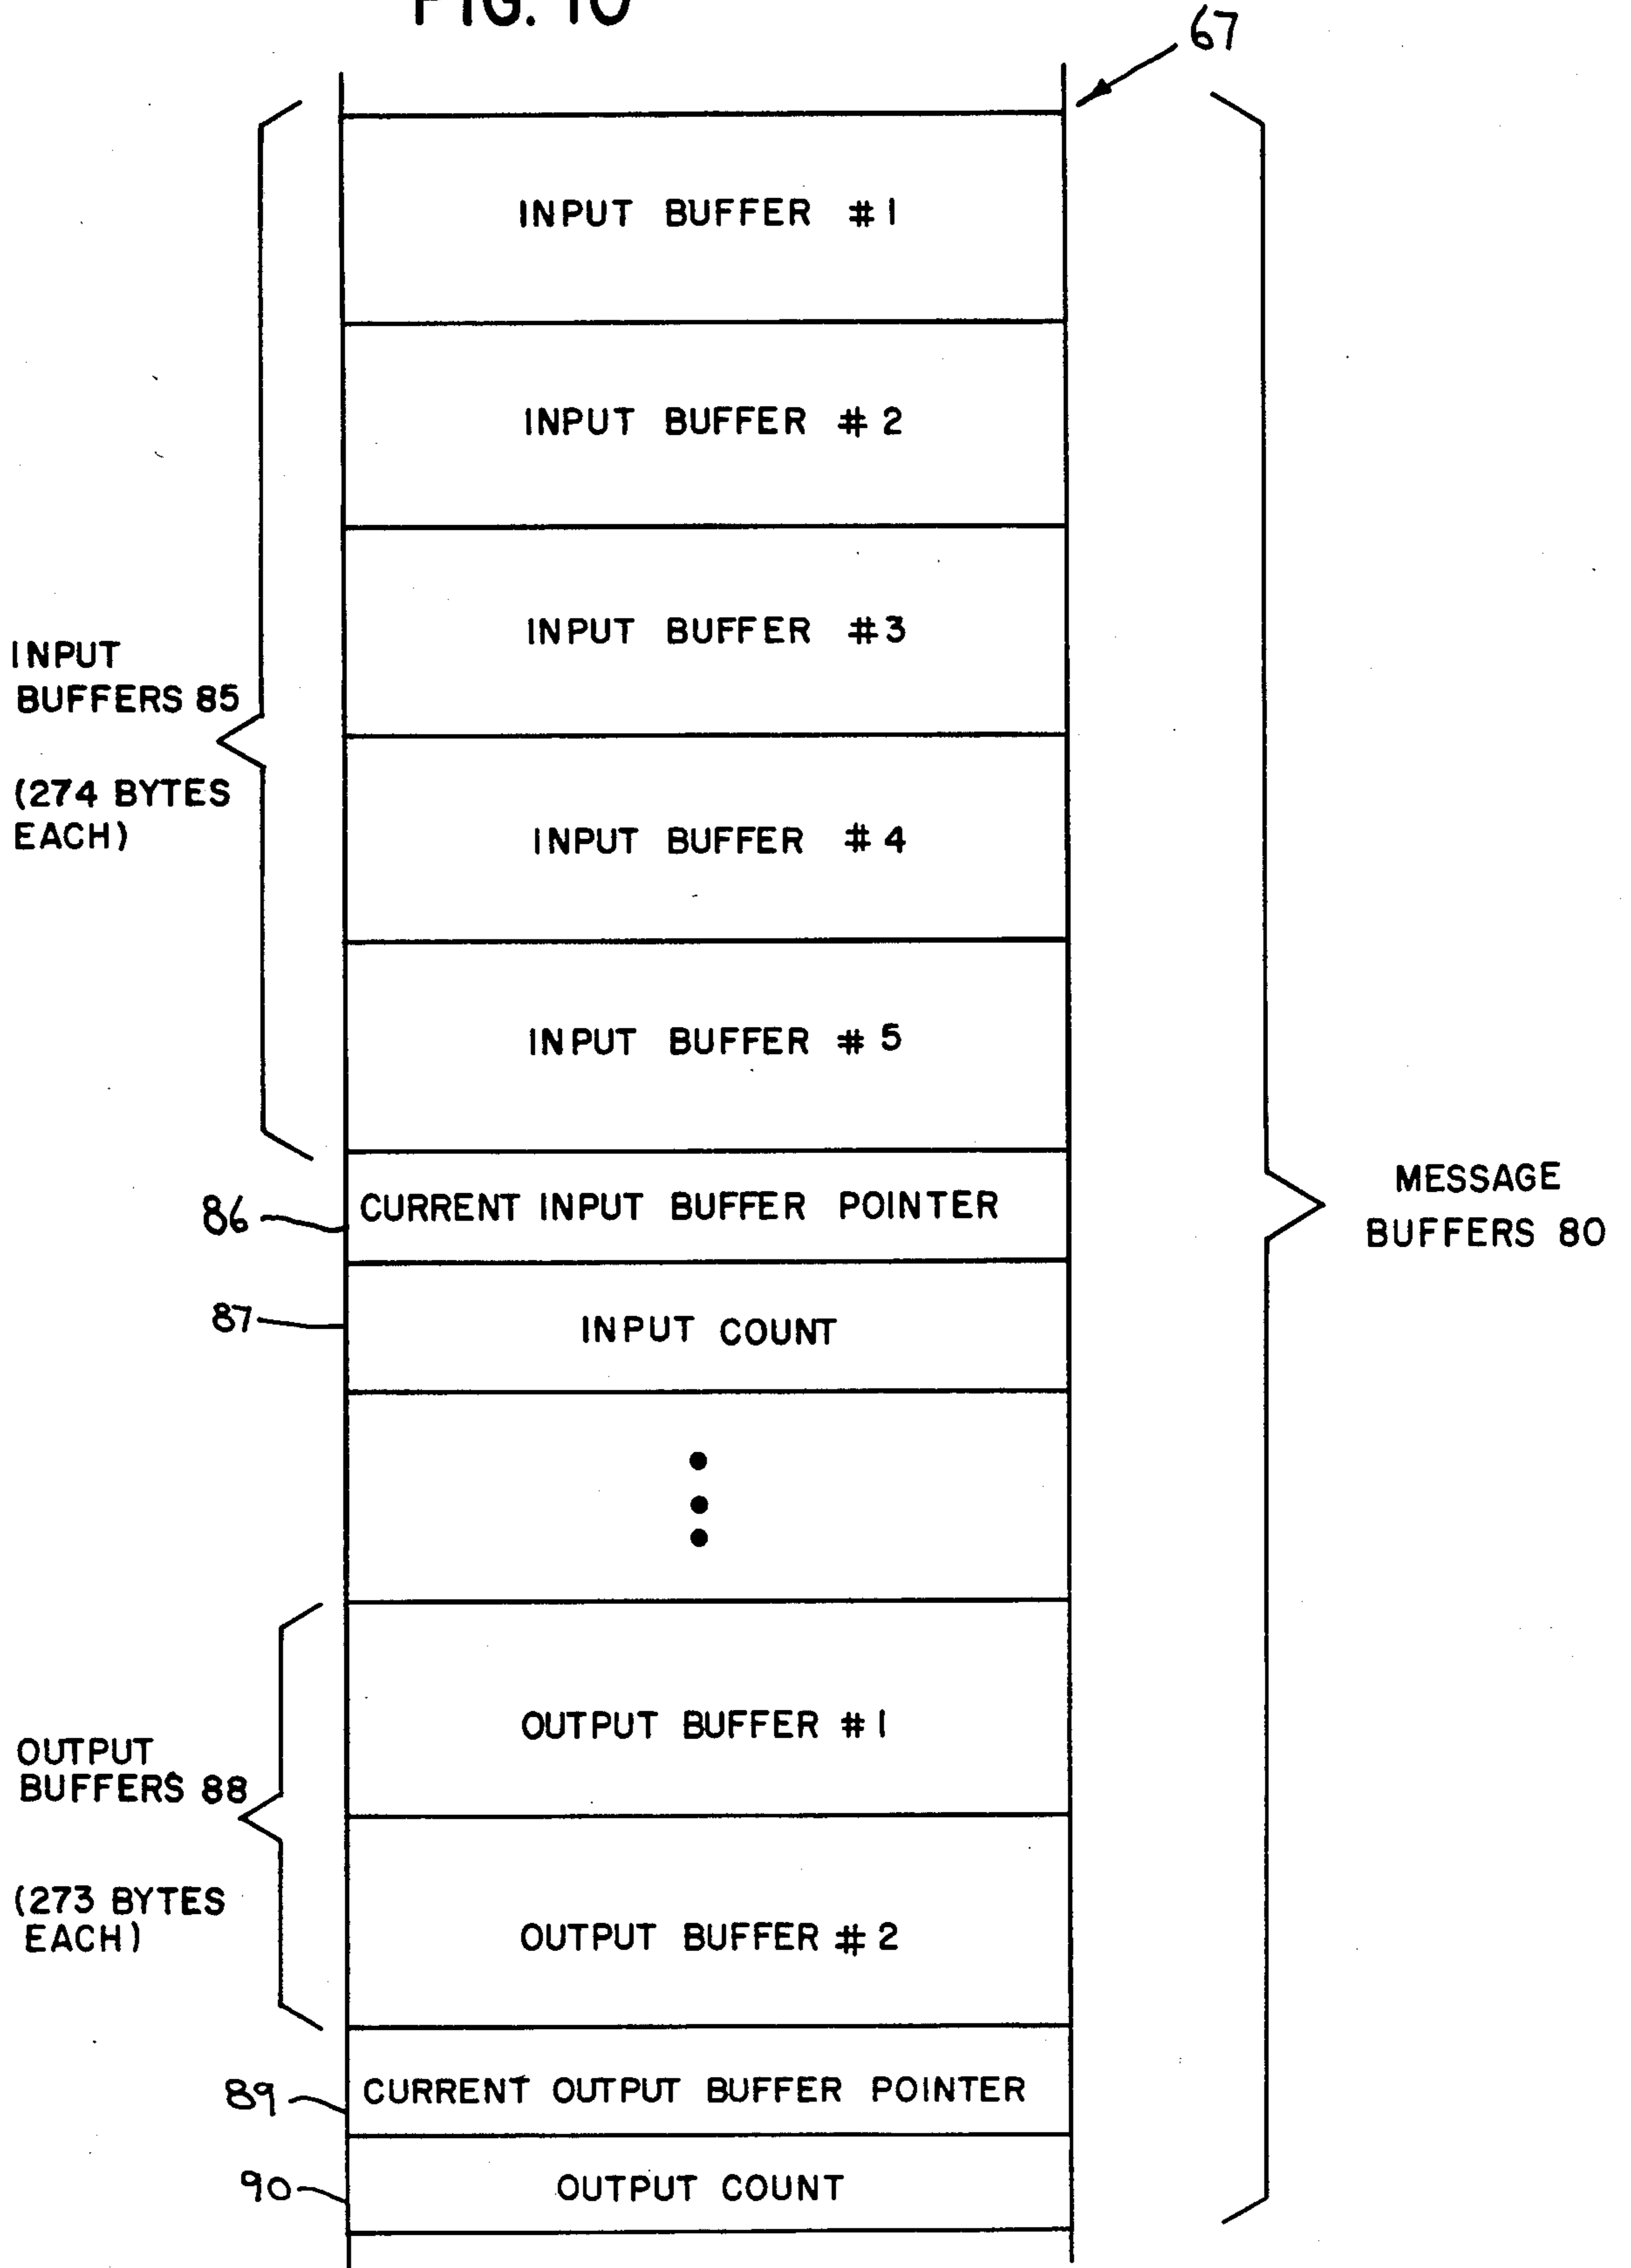 FIG. 10
67
INPUT BUFFER #1
INPUT BUFFER #2
INPUT BUFFER #3
INPUT
BUFFERS 85
(274 BYTES
EACH)
INPUT BUFFER #4
INPUT BUFFER #5
86
CURRENT INPUT BUFFER POINTER
MESSAGE
BUFFERS 80
87
INPUT COUNT
OUTPUT BUFFER #1
OUTPUT
BUFFERS 88
(273 BYTES
EACH)
OUTPUT BUFFER #2
89
CURRENT OUTPUT BUFFER POINTER
90
OUTPUT COUNT